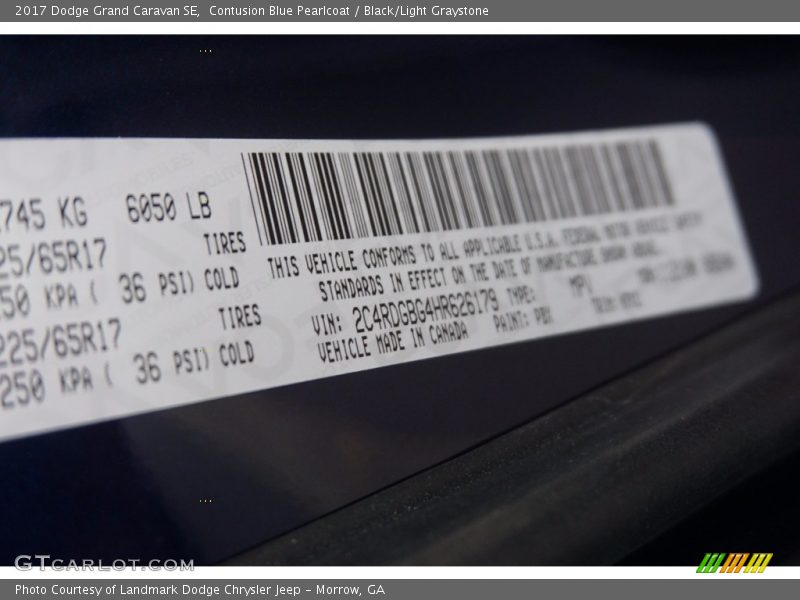 2017 Dodge Grand Caravan SE,  Contusion Blue Pearlcoat / Black/Light Graystone
745 KG 6050 LB
25/65R17 TIRES
250 KPA ( 36 PSI) COLD
225/65R17 TIRES
250 KPA ( 36 PSI) COLD
THIS VEHICLE CONFORMS TO ALL APPLICABLE U.S.A. FEDERAL MOTOR VEHICLE SAFETY
STANDARDS IN EFFECT ON THE DATE OF MANUFACTURE SHOWN ABOVE.
VIN: 2C4RDGBG4HR626179 TYPE: MPV
VEHICLE MADE IN CANADA PAINT: PBX
GTCARLOT.COM
Photo Courtesy of Landmark Dodge Chrysler Jeep – Morrow, GA